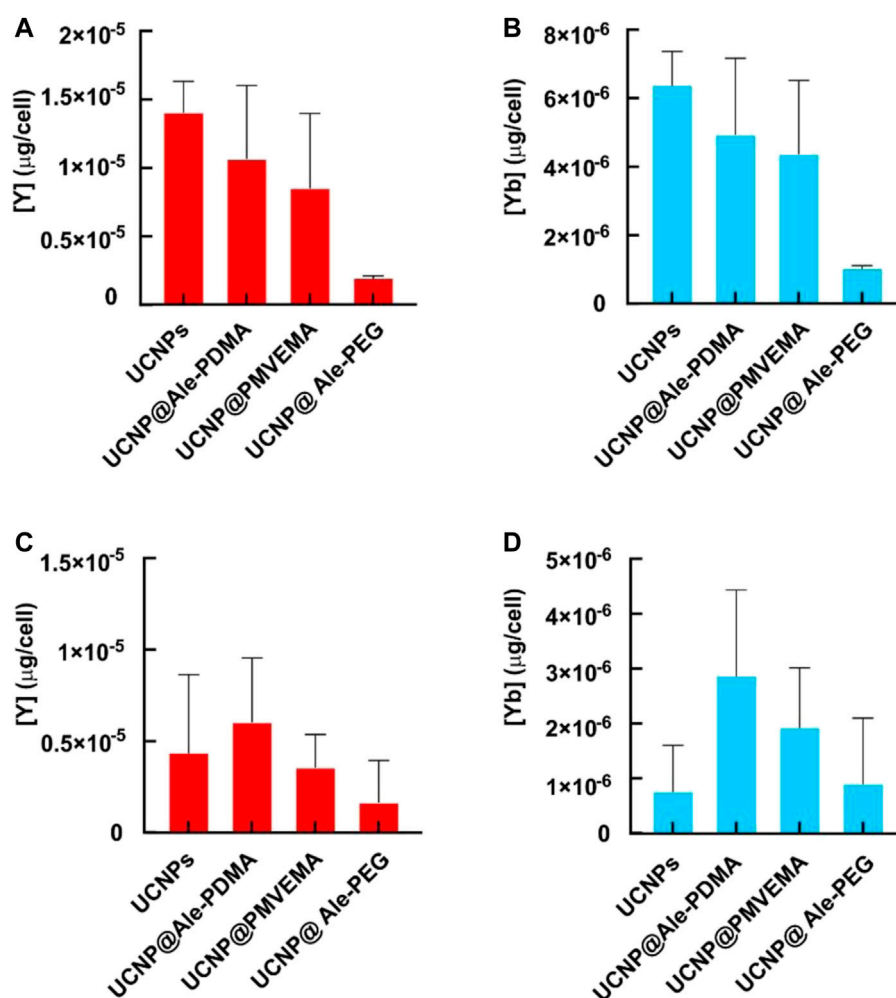 A
[Y] (μg/cell)
2×10⁻⁵
1.5×10⁻⁵
1×10⁻⁵
0.5×10⁻⁵
0
UCNPs
UCNP@Ale-PDMA
UCNP@PMVEMA
UCNP@ Ale-PEG
B
[Yb] (μg/cell)
8×10⁻⁶
6×10⁻⁶
4×10⁻⁶
2×10⁻⁶
0
UCNPs
UCNP@Ale-PDMA
UCNP@PMVEMA
UCNP@ Ale-PEG
C
[Y] (μg/cell)
1.5×10⁻⁵
1×10⁻⁵
0.5×10⁻⁵
0
UCNPs
UCNP@Ale-PDMA
UCNP@PMVEMA
UCNP@ Ale-PEG
D
[Yb] (μg/cell)
5×10⁻⁶
4×10⁻⁶
3×10⁻⁶
2×10⁻⁶
1×10⁻⁶
0
UCNPs
UCNP@Ale-PDMA
UCNP@PMVEMA
UCNP@ Ale-PEG